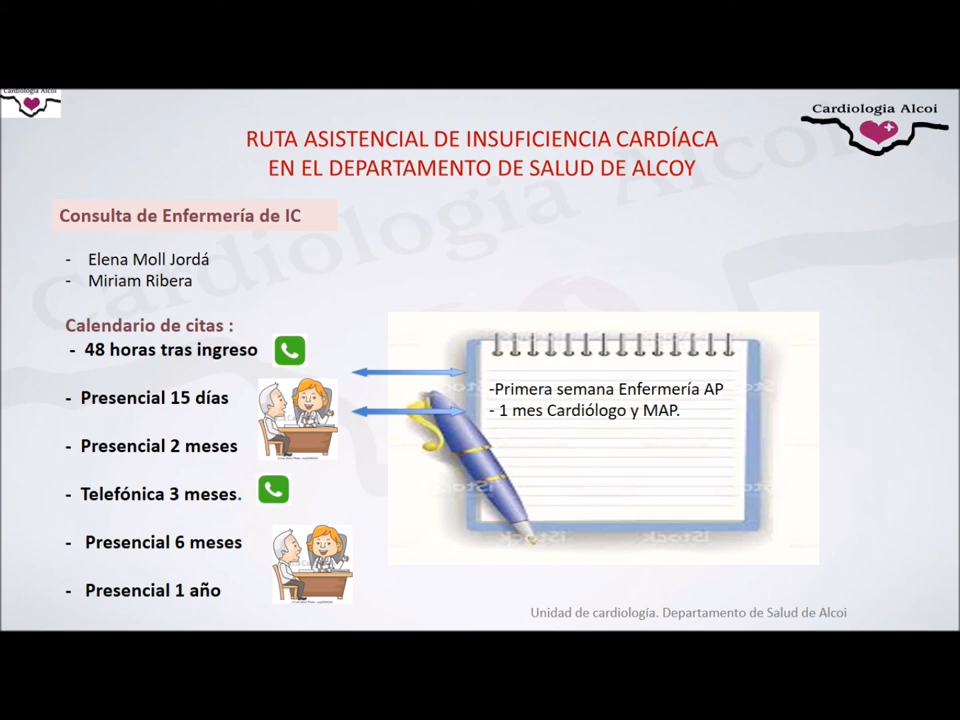 Cardiologia Alcoi
Cardiologia Alcoi
RUTA ASISTENCIAL DE INSUFICIENCIA CARDÍACA
EN EL DEPARTAMENTO DE SALUD DE ALCOY
Consulta de Enfermería de IC
- Elena Moll Jordá
- Miriam Ribera
Calendario de citas :
- 48 horas tras ingreso
- Presencial 15 días
- Presencial 2 meses
- Telefónica 3 meses.
- Presencial 6 meses
- Presencial 1 año
-Primera semana Enfermería AP
- 1 mes Cardiólogo y MAP.
Unidad de cardiología. Departamento de Salud de Alcoi